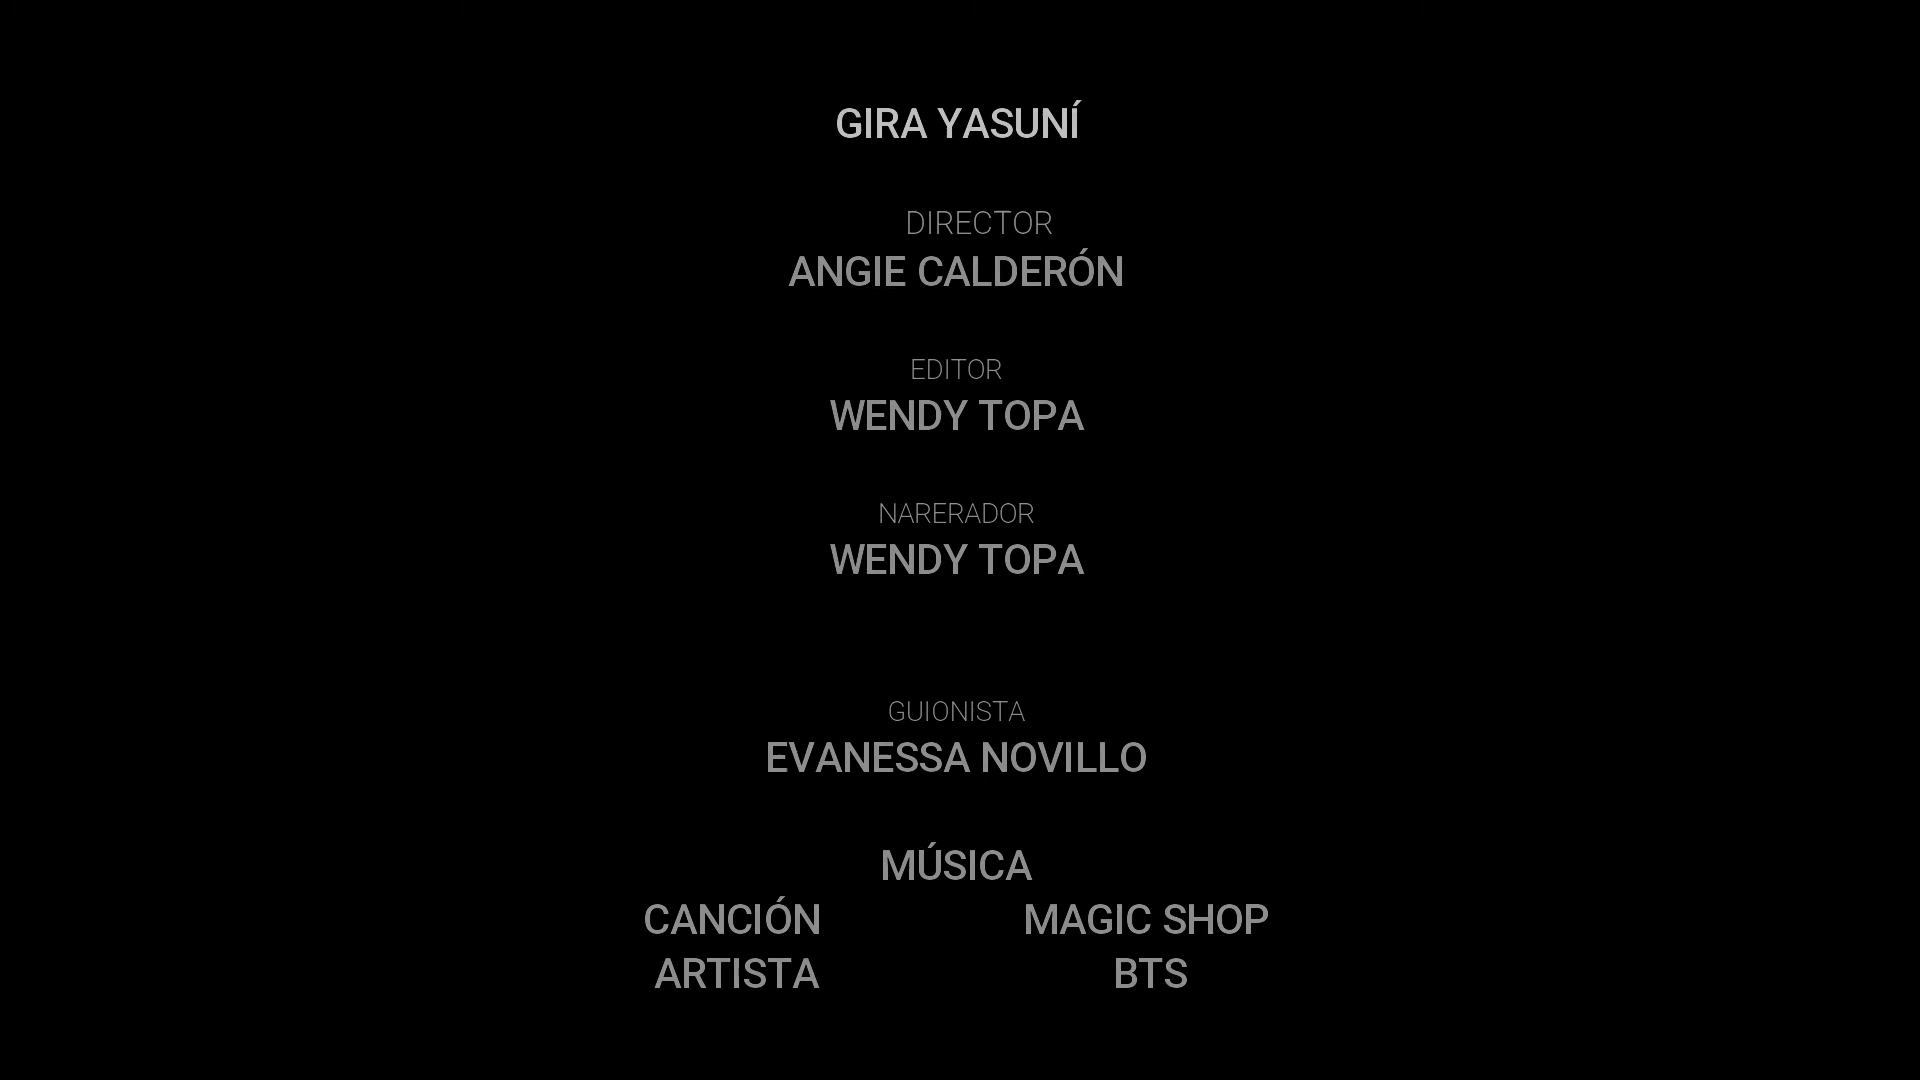 GIRA YASUNÍ
DIRECTOR
ANGIE CALDERÓN
EDITOR
WENDY TOPA
NARERADOR
WENDY TOPA
GUIONISTA
EVANESSA NOVILLO
MÚSICA
CANCIÓN MAGIC SHOP
ARTISTA BTS